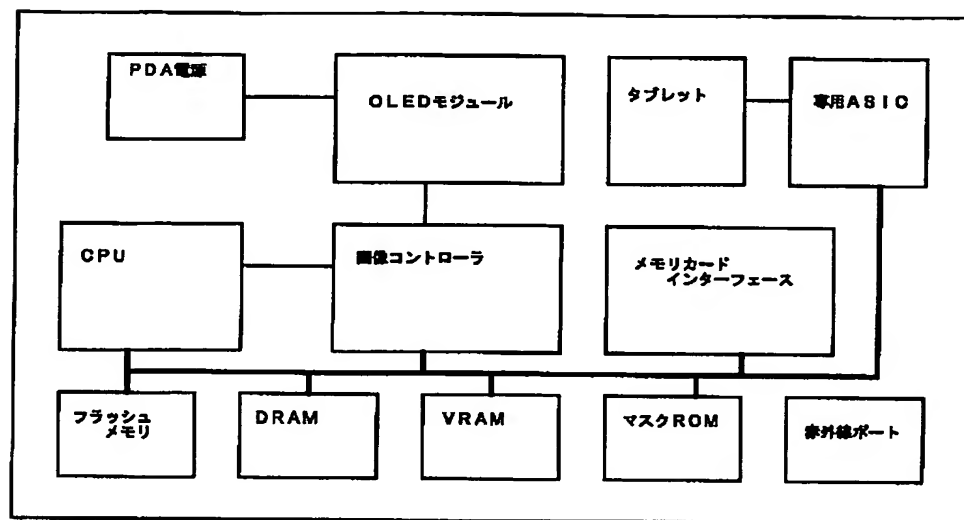 PDA電源
OLEDモジュール
タブレット
専用ASIC
CPU
画像コントローラ
メモリカード
インターフェース
フラッシュ
メモリ
DRAM
VRAM
マスクROM
赤外線ポート